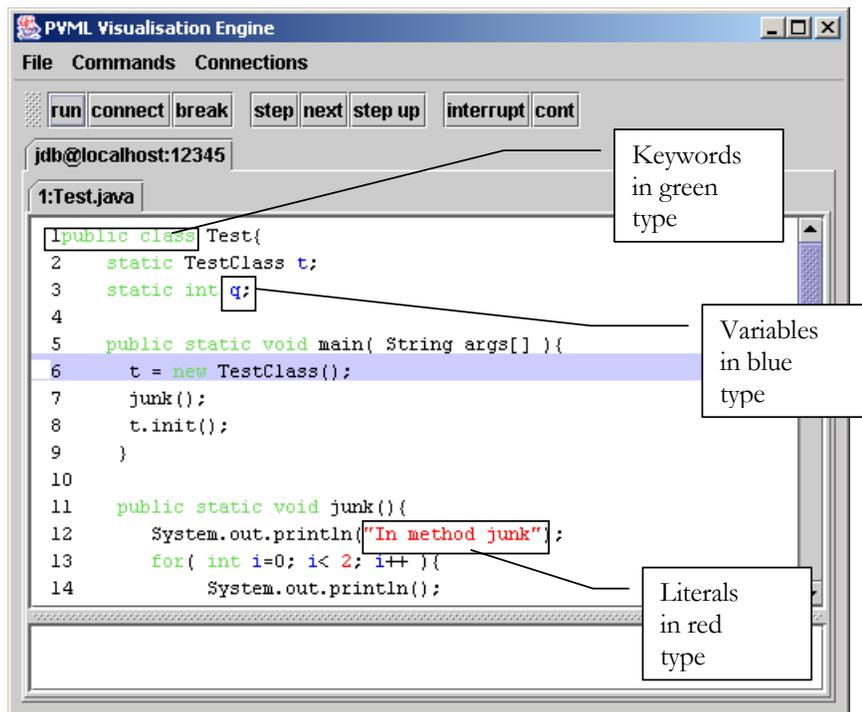 PVML Visualisation Engine
File Commands Connections
run connect break step next step up interrupt cont
jdb@localhost:12345
1:Test.java
1public class Test{
2 static TestClass t;
3 static int q;
4
5 public static void main( String args[] ){
6 t = new TestClass();
7 junk();
8 t.init();
9 }
10
11 public static void junk(){
12 System.out.println("In method junk");
13 for( int i=0; i< 2; i++ ){
14 System.out.println();
Keywords
in green
type
Variables
in blue
type
Literals
in red
type